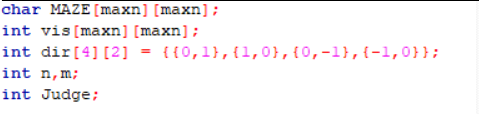 char MAZE[maxn][maxn];
int vis[maxn][maxn];
int dir[4][2] = {{0,1},{1,0},{0,-1},{-1,0}};
int n,m;
int Judge;